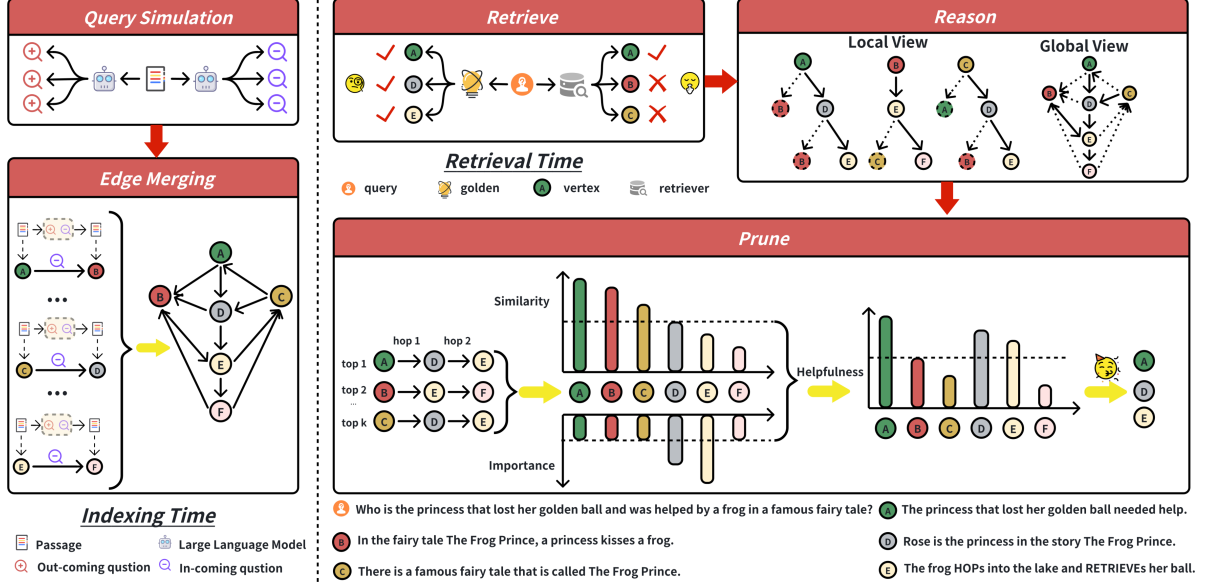 Query Simulation
Edge Merging
A
B
...
C
D
...
E
F
A
B
C
D
E
F
Indexing Time
Passage
Large Language Model
Out-coming qustion
In-coming qustion
Retrieve
A
D
E
A
B
C
Retrieval Time
query
golden
A
vertex
retriever
Reason
Local View
Global View
A
B
D
B
E
B
E
C
F
C
A
D
B
E
A
B
C
D
E
F
Prune
hop 1
hop 2
top 1
A
D
E
top 2
B
E
F
...
top k
C
D
E
Similarity
A
B
C
D
E
F
Importance
Helpfulness
A
B
C
D
E
F
A
D
E
Who is the princess that lost her golden ball and was helped by a frog in a famous fairy tale?
A
The princess that lost her golden ball needed help.
B
In the fairy tale The Frog Prince, a princess kisses a frog.
D
Rose is the princess in the story The Frog Prince.
C
There is a famous fairy tale that is called The Frog Prince.
E
The frog HOPs into the lake and RETRIEVEs her ball.